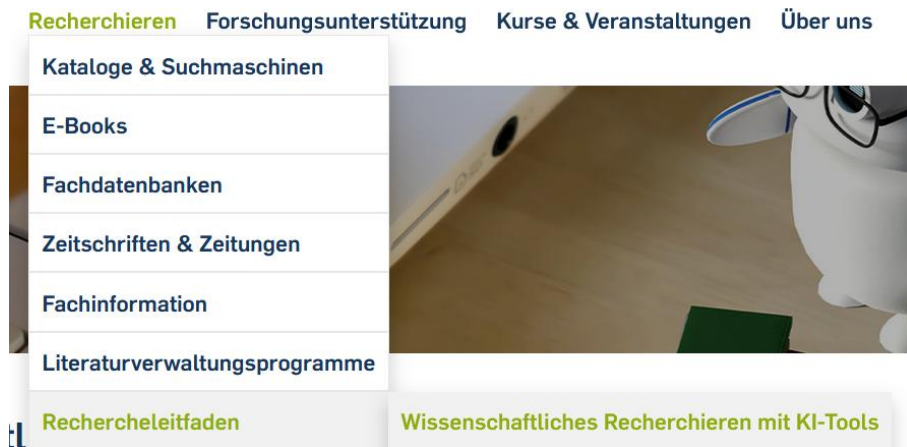 Recherchieren Forschungsunterstützung Kurse & Veranstaltungen Über uns
Kataloge & Suchmaschinen
E-Books
Fachdatenbanken
Zeitschriften & Zeitungen
Fachinformation
Literaturverwaltungsprogramme
Rechercheleitfaden Wissenschaftliches Recherchieren mit KI-Tools